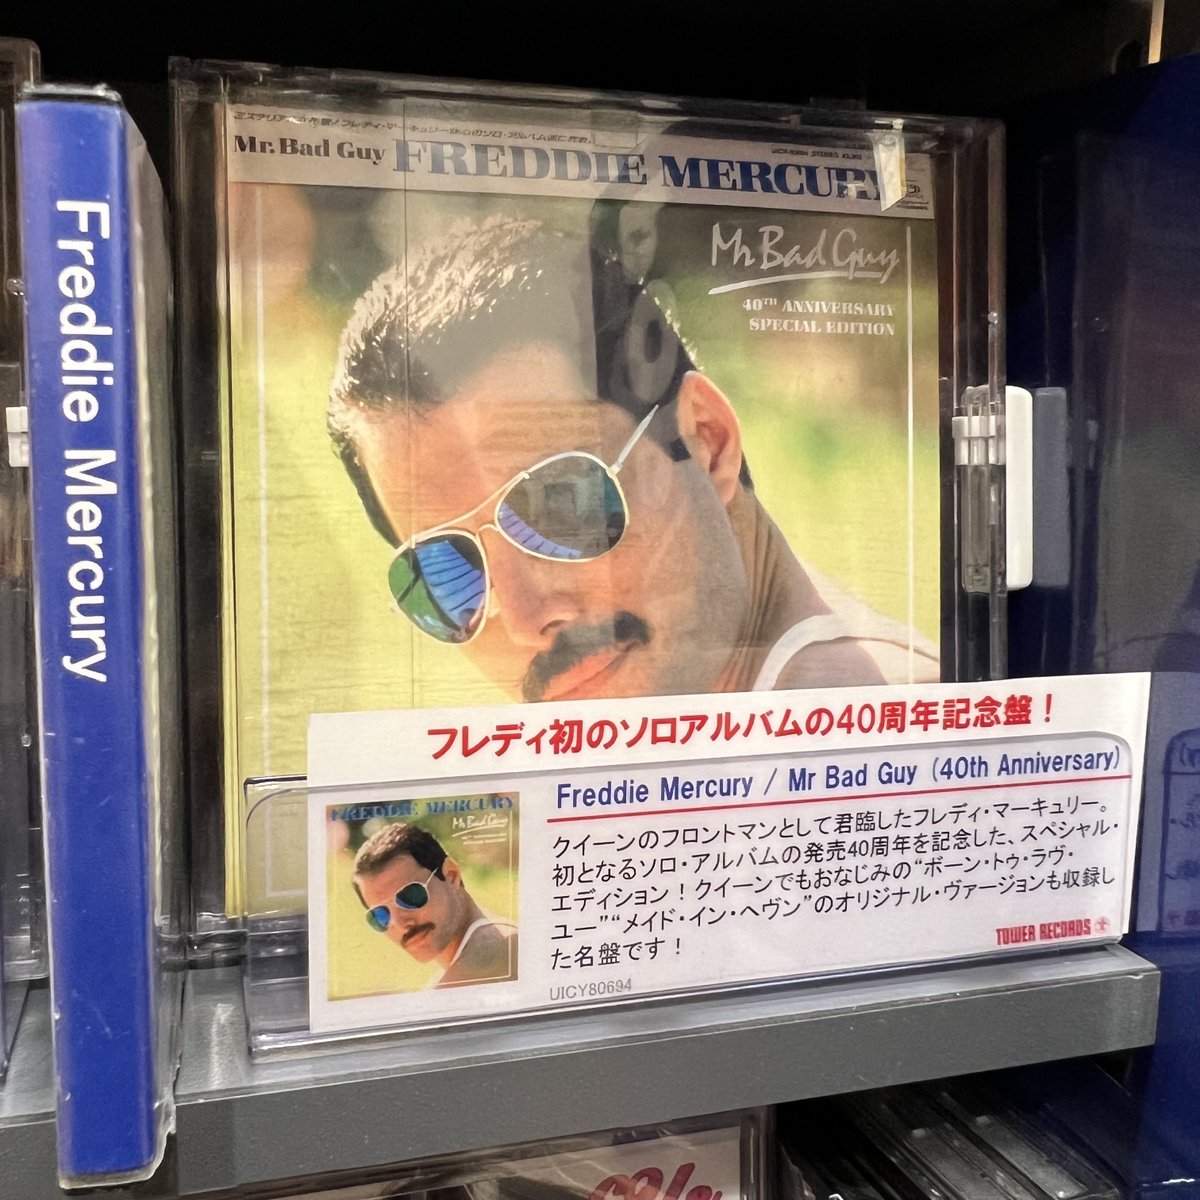 Freddie Mercury
Mr. Bad Guy FREDDIE MERCURY
Mr Bad Guy
40TH ANNIVERSARY
SPECIAL EDITION
フレディ初のソロアルバムの40周年記念盤！
Freddie Mercury / Mr Bad Guy (40th Anniversary)
クイーンのフロントマンとして君臨したフレディ・マーキュリー。
初となるソロ・アルバムの発売40周年を記念した、スペシャル・
エディション！クイーンでもおなじみの“ボーン・トゥ・ラヴ・
ユー”“メイド・イン・ヘヴン”のオリジナル・ヴァージョンも収録し
た名盤です！
UICY80694
TOWER RECORDS
FREDDIE MERCURY
Mr Bad Guy